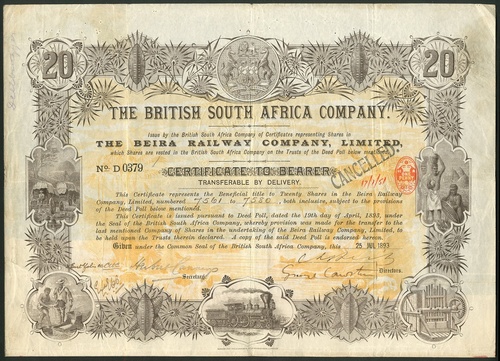 20 20
THE BRITISH SOUTH AFRICA COMPANY.
Issue by the British South Africa Company of Certificates representing Shares in
THE BEIRA RAILWAY COMPANY, LIMITED,
which Shares are vested in the British South Africa Company on the Trusts of the Deed Poll below mentioned.
No. D 0379
CANCELLED
CERTIFICATE TO BEARER
TRANSFERABLE BY DELIVERY.
This Certificate represents the Beneficial title to Twenty Shares in the Beira Railway
Company, Limited, numbered 7561 to 7580, both inclusive, subject to the provisions
of the Deed Poll below mentioned.
This Certificate is issued pursuant to Deed Poll, dated the 19th day of April, 1893, under
Seal of the British South Africa Company, whereby provision was made for the transfer to the
last mentioned Company of Shares in the undertaking of the Beira Railway Company, Limited, to
be held upon the Trusts therein declared. A copy of the said Deed is endorsed hereon.
Given under the Common Seal of the British South Africa Company, this 25 JUL 1893
Secretary.
Directors.